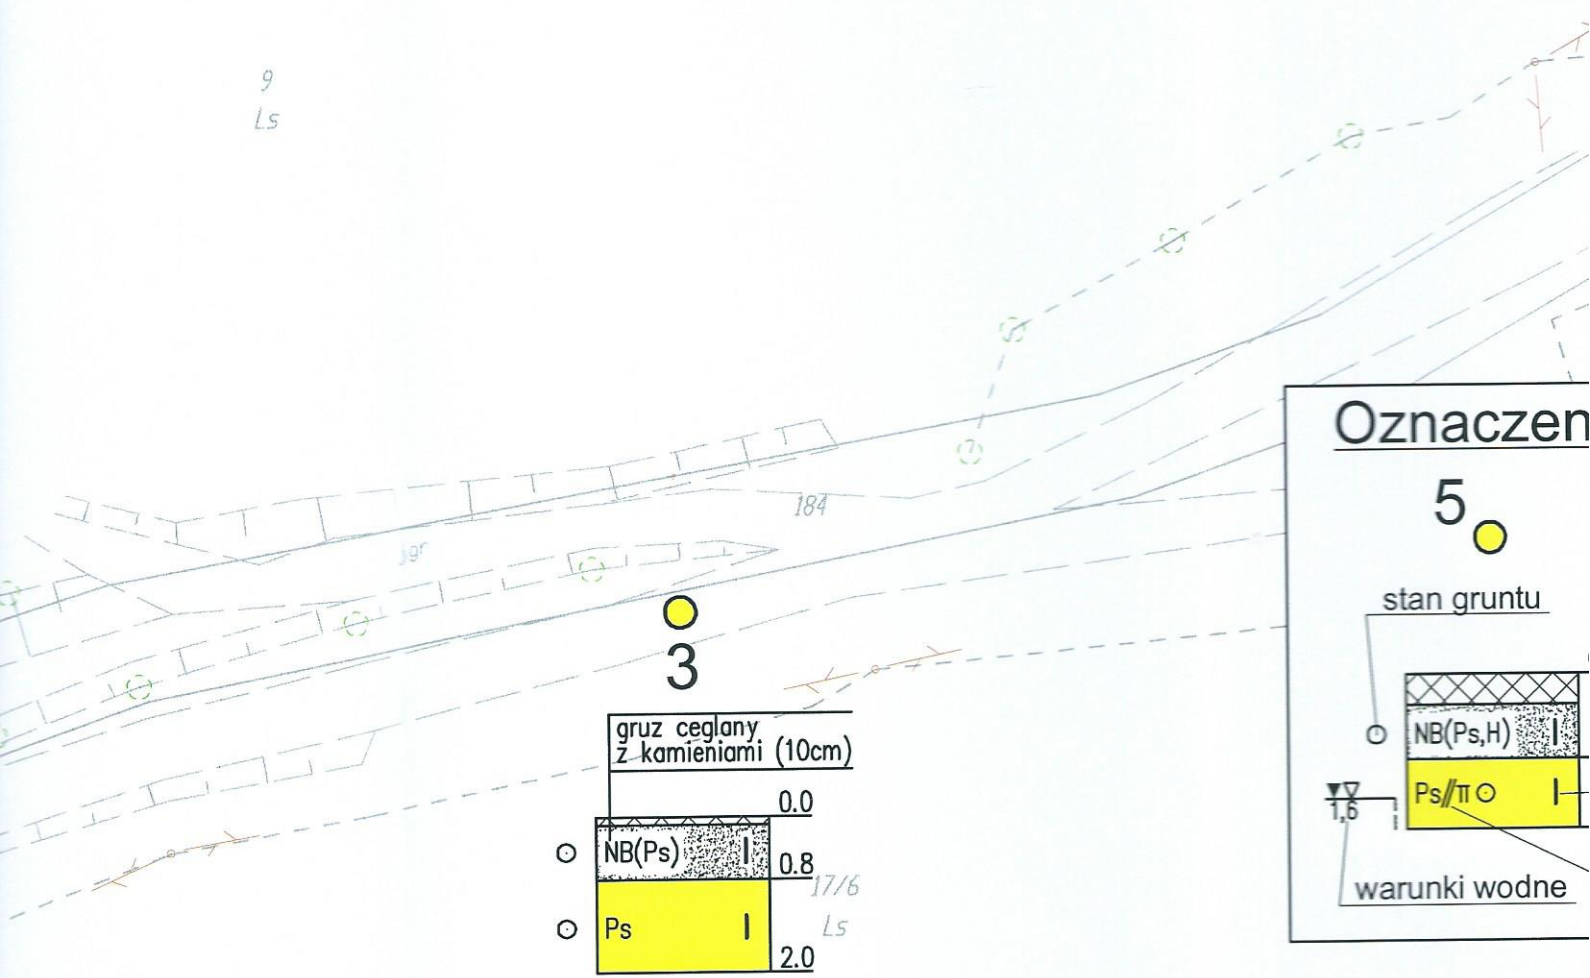 9
Ls
184
jgr
3
gruz ceglany
z kamieniami (10cm)
0.0
NB(Ps) I
0.8
17/6
Ls
Ps I
2.0
Oznaczen
5
stan gruntu
NB(Ps,H) I
Ps//π I
1,6
warunki wodne